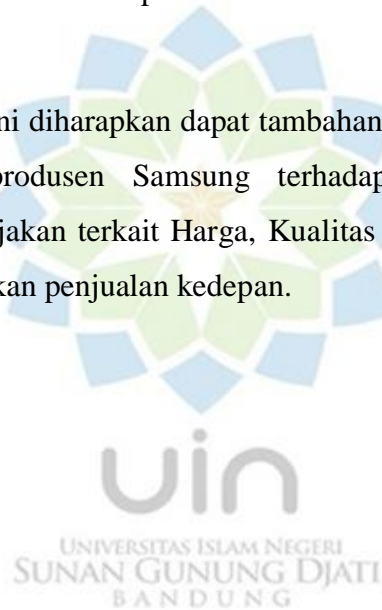 ni diharapkan dapat tambahan
produsen Samsung terhadap
jakan terkait Harga, Kualitas
kan penjualan kedepan.
uin
UNIVERSITAS ISLAM NEGERI
SUNAN GUNUNG DJATI
BANDUNG